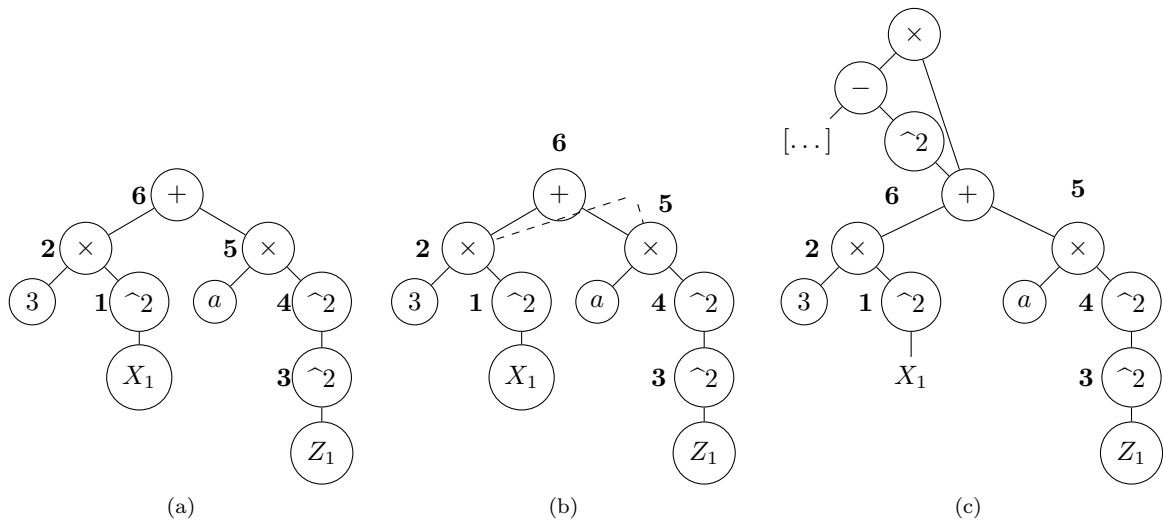 ×
−
[…] ^2
6
6 + + 6 + 5
2 × 5 × 2 × 5 × 2 × ×
3 1 ^2 a 4 ^2 3 1 ^2 a 4 ^2 3 1 ^2 a 4 ^2
X₁ 3 ^2 X₁ 3 ^2 X₁ 3 ^2
Z₁ Z₁ Z₁
(a) (b) (c)